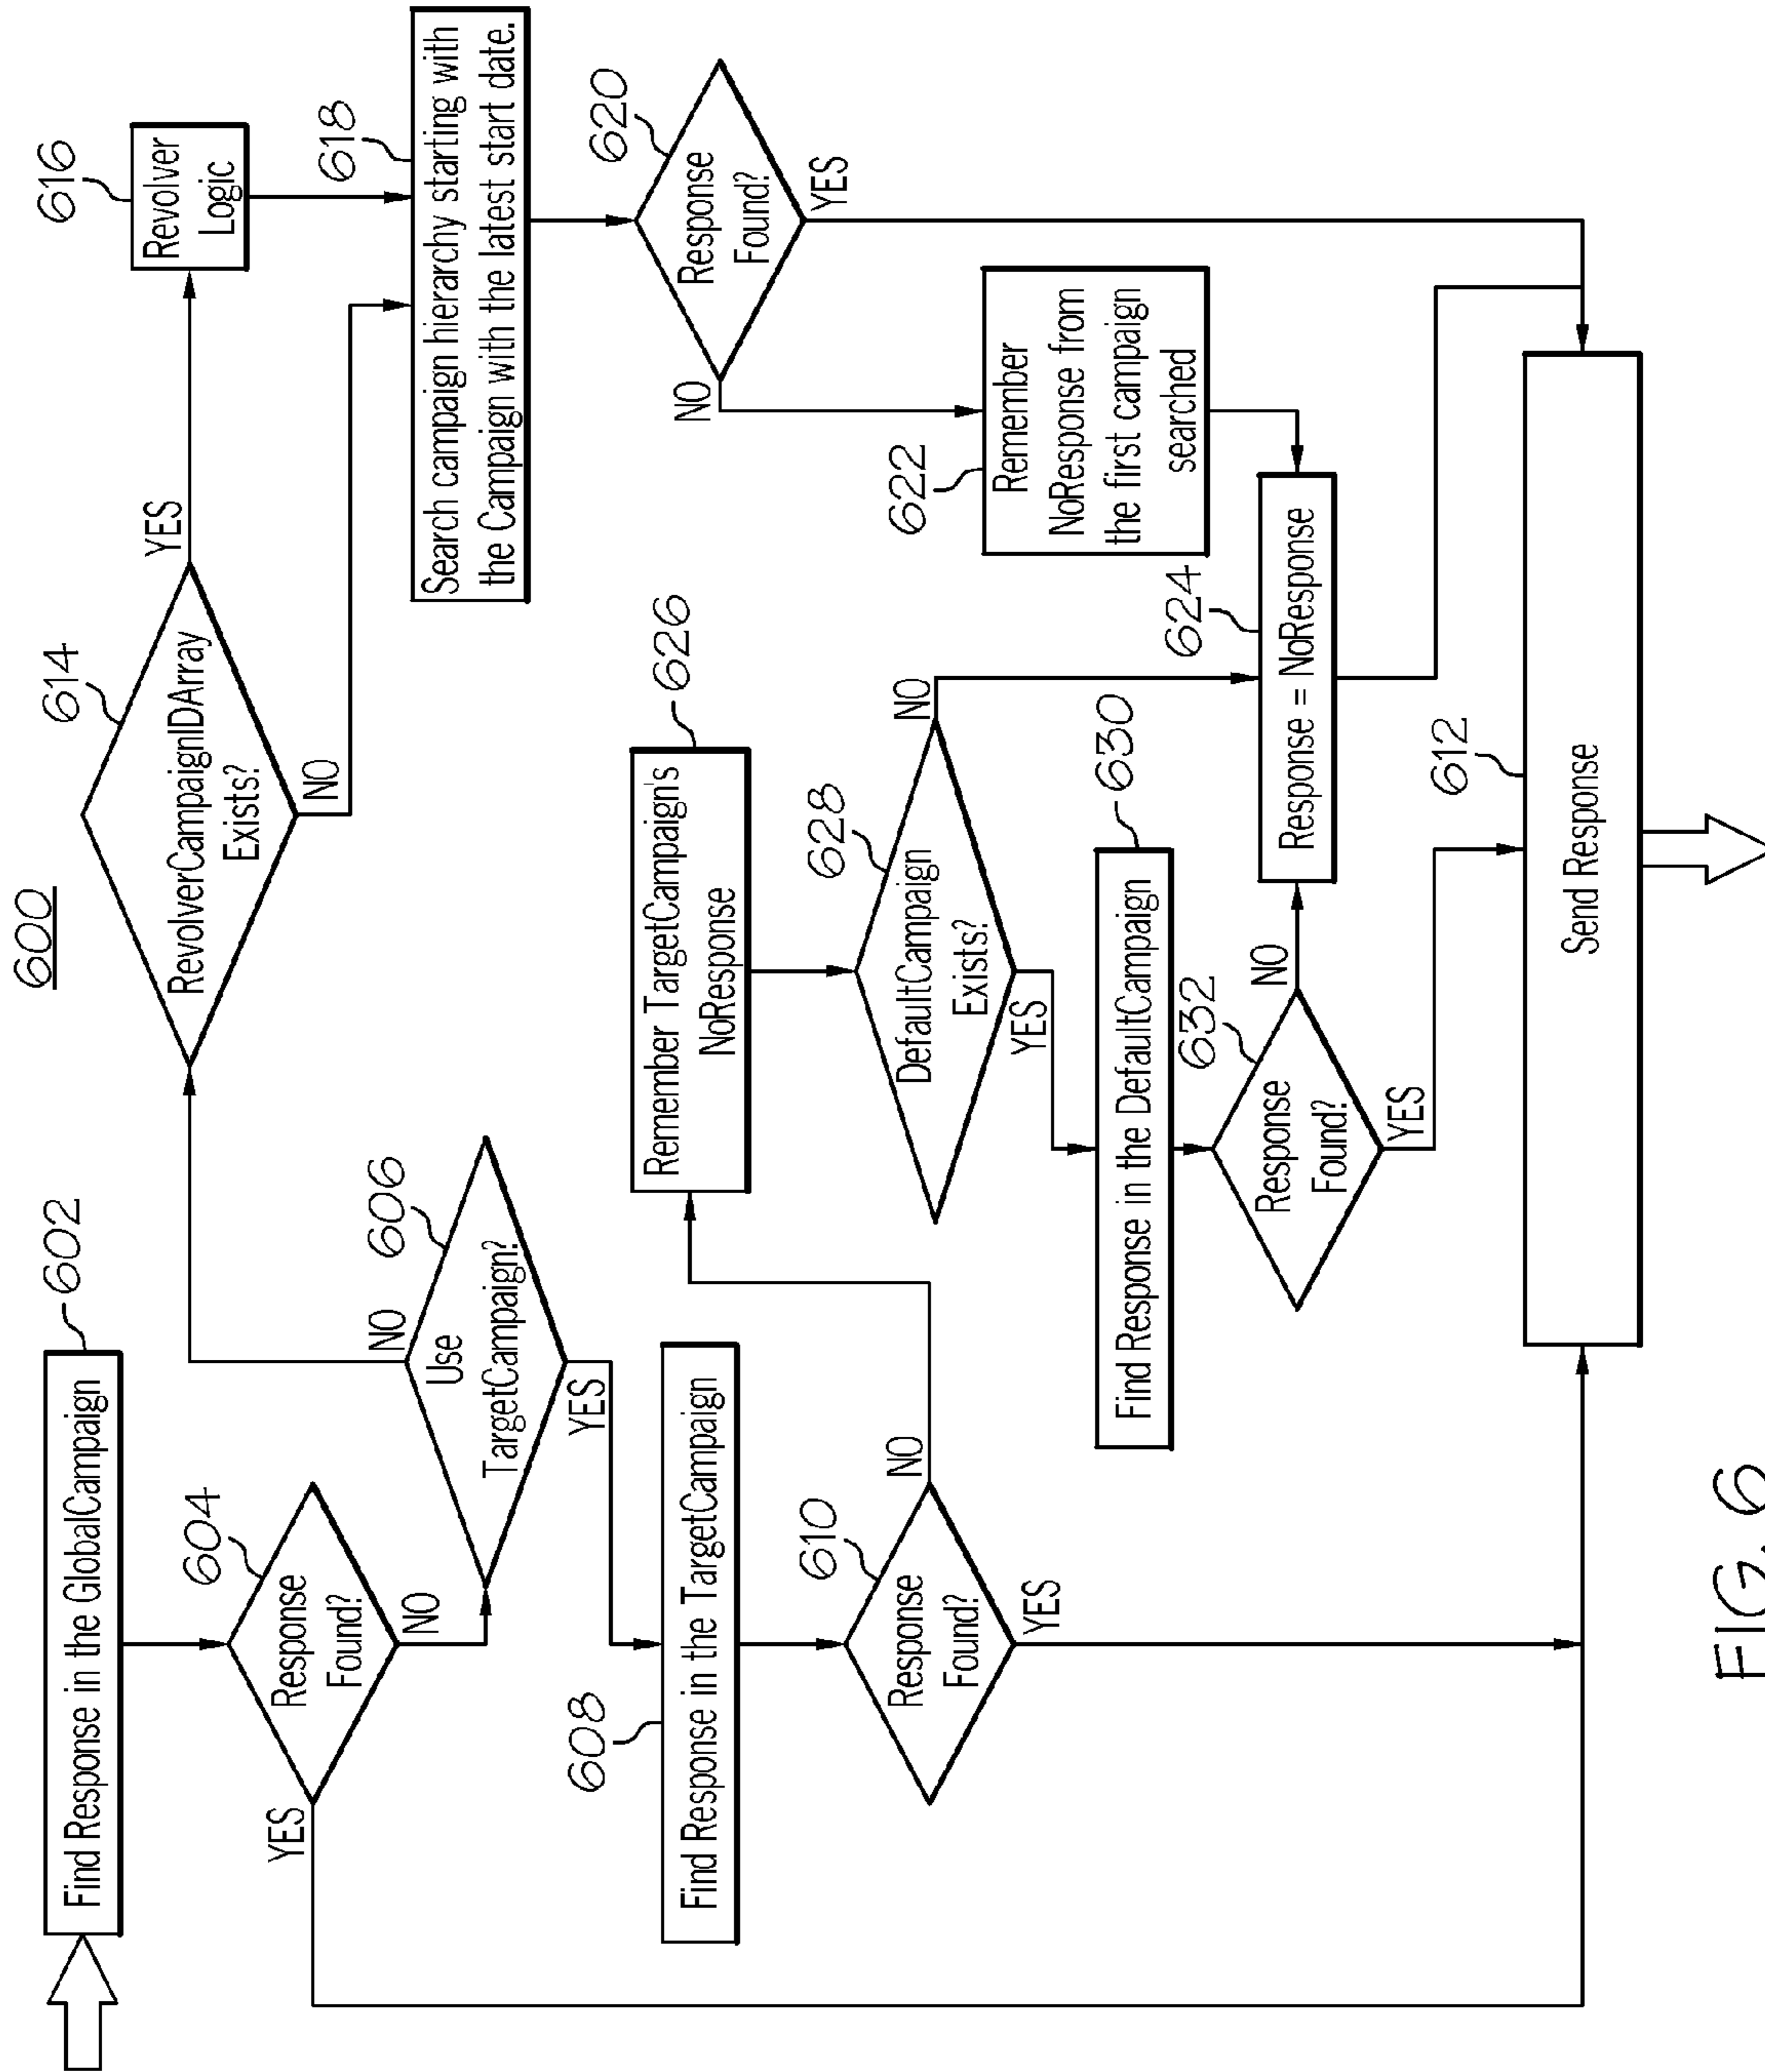 600
602
Find Response in the GlobalCampaign
604
Response
Found?
YES
NO
606
Use
TargetCampaign?
NO
YES
608
Find Response in the TargetCampaign
610
Response
Found?
NO
YES
614
RevolverCampaignIDArray
Exists?
YES
NO
616
Revolver
Logic
618
Search campaign hierarchy starting with
the Campaign with the latest start date.
620
Response
Found?
NO
YES
622
Remember
NoResponse from
the first campaign
searched
624
Response = NoResponse
626
Remember TargetCampaign's
NoResponse
628
DefaultCampaign
Exists?
NO
YES
630
Find Response in the DefaultCampaign
632
Response
Found?
NO
YES
612
Send Response
FIG. 6